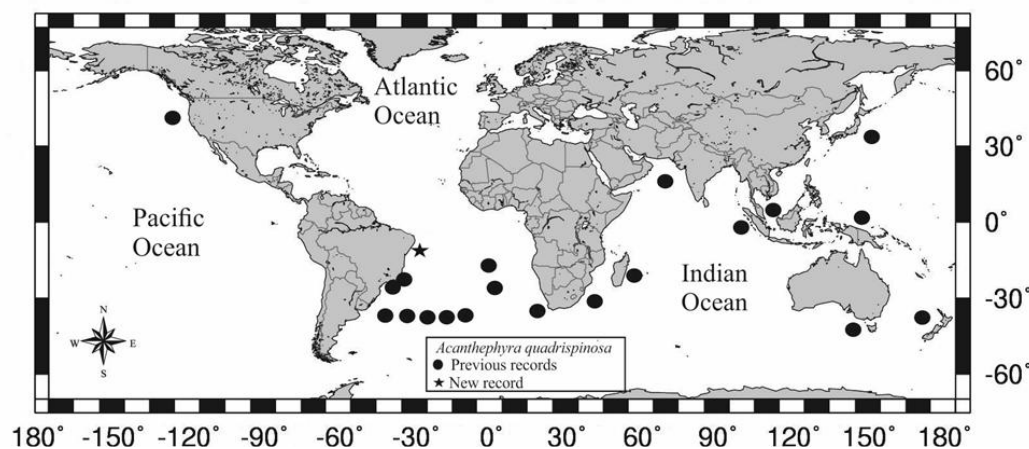 Atlantic
Ocean
60°
30°
Pacific
Ocean
0°
Indian
Ocean
-30°
N
W E
S
Acanthephyra quadrispinosa
Previous records
New record
-60°
180° -150° -120° -90° -60° -30° 0° 30° 60° 90° 120° 150° 180°